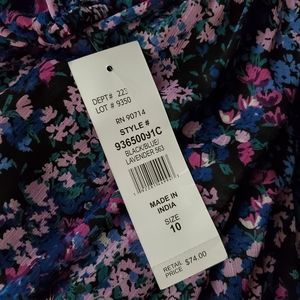 DEPT# 223
LOT # 9350
RN 90714
STYLE #
93650091C
BLACK/BLUE/
LAVENDER 563
MADE IN
INDIA
SIZE
10
RETAIL
PRICE $74.00